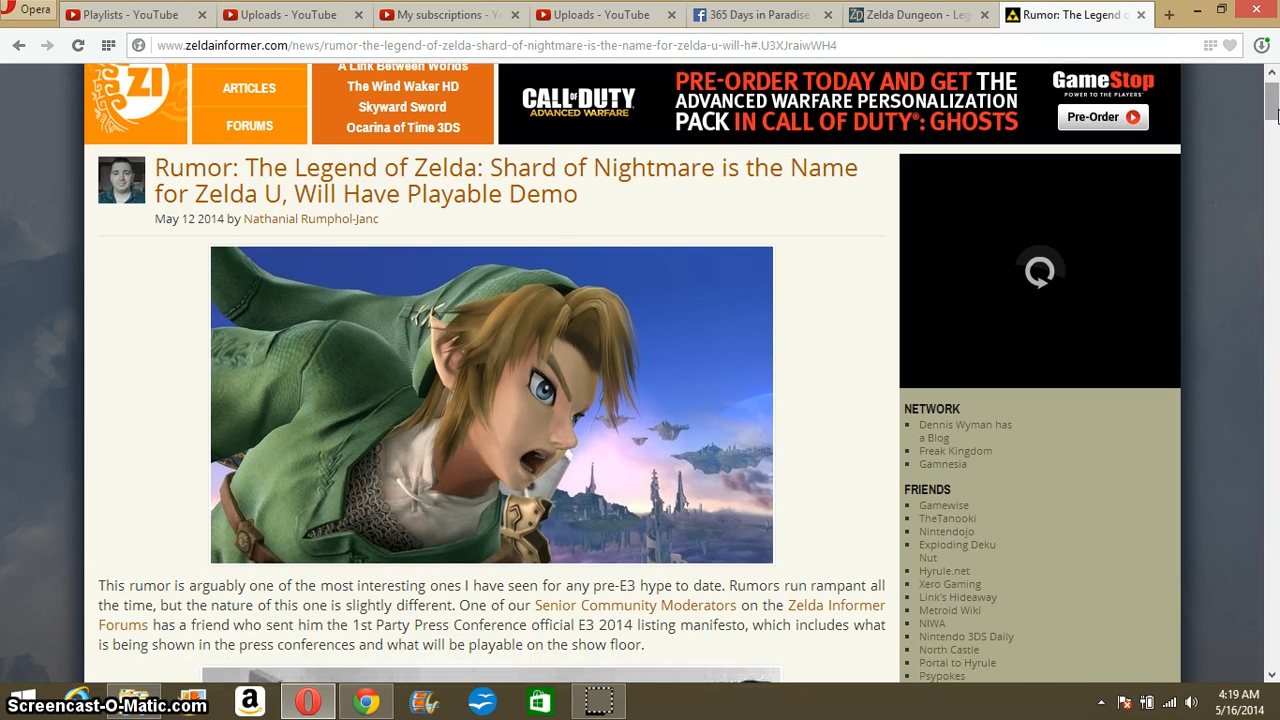 Opera
Playlists - YouTube
Uploads - YouTube
My subscriptions - Yo
Uploads - YouTube
365 Days in Paradise
Zelda Dungeon - Leg
Rumor: The Legend o
www.zeldainformer.com/news/rumor-the-legend-of-zelda-shard-of-nightmare-is-the-name-for-zelda-u-will-h#.U3XJraiwWH4
ZI
ARTICLES
FORUMS
A Link Between Worlds
The Wind Waker HD
Skyward Sword
Ocarina of Time 3DS
CALL OF DUTY
ADVANCED WARFARE
PRE-ORDER TODAY AND GET THE
ADVANCED WARFARE PERSONALIZATION
PACK IN CALL OF DUTY®: GHOSTS
GameStop
POWER TO THE PLAYERS
Pre-Order
Rumor: The Legend of Zelda: Shard of Nightmare is the Name
for Zelda U, Will Have Playable Demo
May 12 2014 by Nathanial Rumphol-Janc
This rumor is arguably one of the most interesting ones I have seen for any pre-E3 hype to date. Rumors run rampant all
the time, but the nature of this one is slightly different. One of our Senior Community Moderators on the Zelda Informer
Forums has a friend who sent him the 1st Party Press Conference official E3 2014 listing manifesto, which includes what
is being shown in the press conferences and what will be playable on the show floor.
NETWORK
Dennis Wyman has
a Blog
Freak Kingdom
Gamnesia
FRIENDS
Gamewise
TheTanooki
Nintendojo
Exploding Deku
Nut
Hyrule.net
Xero Gaming
Link's Hideaway
Metroid Wiki
NIWA
Nintendo 3DS Daily
North Castle
Portal to Hyrule
Psypokes
Screencast-O-Matic.com
4:19 AM
5/16/2014